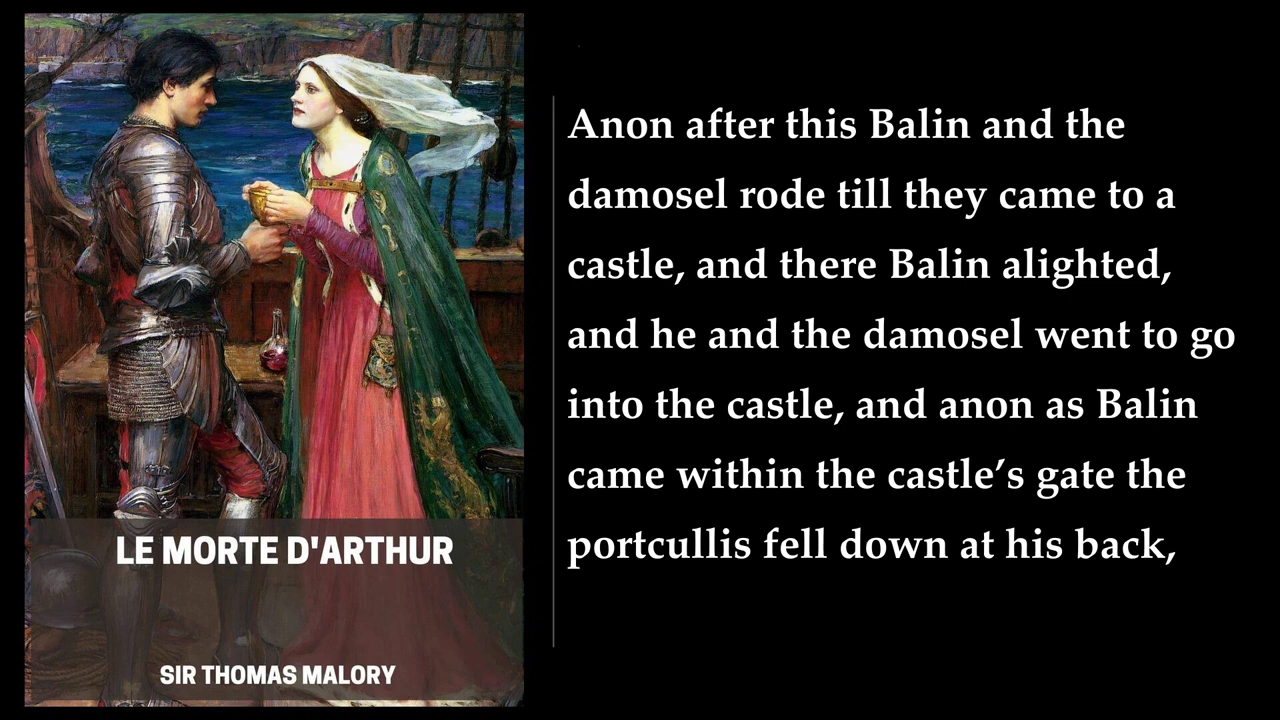 LE MORTE D'ARTHUR
SIR THOMAS MALORY
Anon after this Balin and the
damosel rode till they came to a
castle, and there Balin alighted,
and he and the damosel went to go
into the castle, and anon as Balin
came within the castle’s gate the
portcullis fell down at his back,